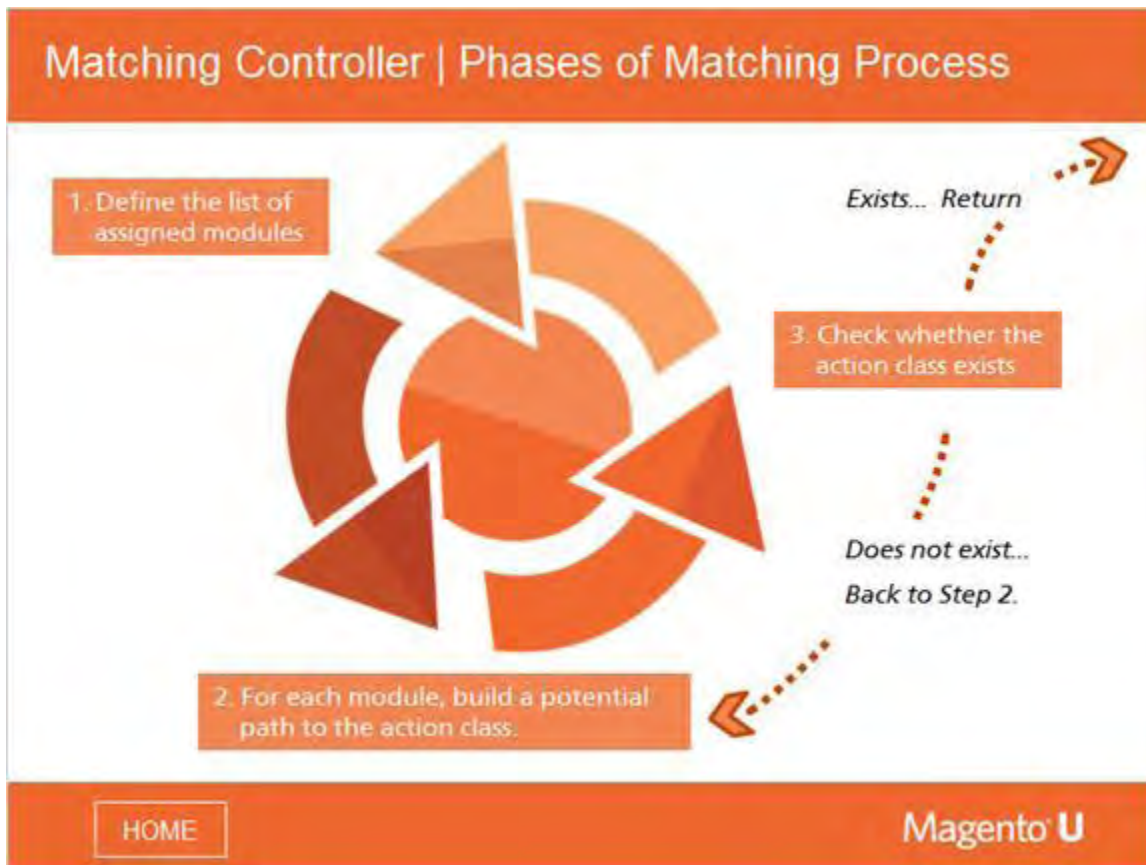 Matching Controller | Phases of Matching Process
1. Define the list of
assigned modules
Exists... Return
3. Check whether the
action class exists
Does not exist...
Back to Step 2.
2. For each module, build a potential
path to the action class.
HOME
Magento U